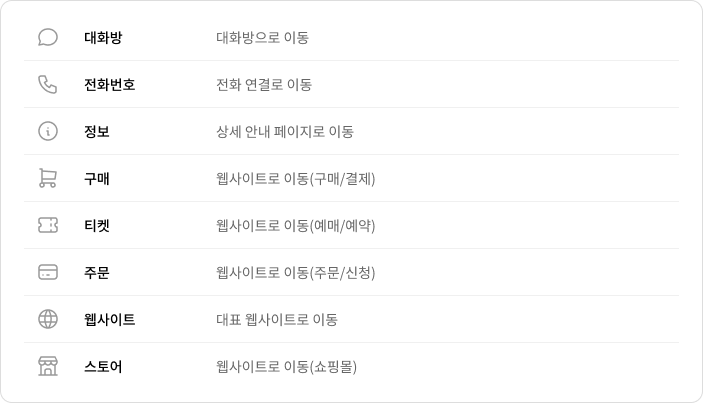 대화방 대화방으로 이동
전화번호 전화 연결로 이동
정보 상세 안내 페이지로 이동
구매 웹사이트로 이동(구매/결제)
티켓 웹사이트로 이동(예매/예약)
주문 웹사이트로 이동(주문/신청)
웹사이트 대표 웹사이트로 이동
스토어 웹사이트로 이동(쇼핑몰)